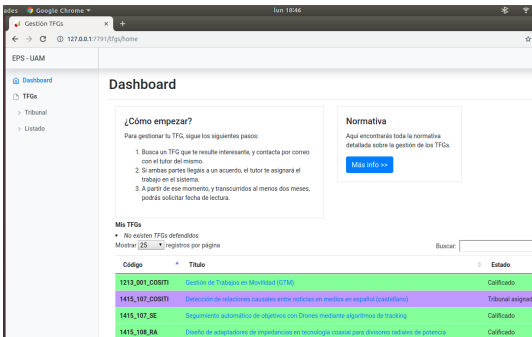 ades Google Chrome lun 18:46
Gestión TFGs
127.0.0.1:7791/tfgs/home
EPS - UAM
Dashboard
TFGs
Tribunal
Listado
Dashboard
¿Cómo empezar?
Para gestionar tu TFG, sigue los siguientes pasos:
1. Busca un TFG que te resulte interesante, y contacta por correo
con el tutor del mismo.
2. Si ambas partes llegáis a un acuerdo, el tutor te asignará el
trabajo en el sistema.
3. A partir de ese momento, y transcurridos al menos dos meses,
podrás solicitar fecha de lectura.
Normativa
Aquí encontrarás toda la normativa
detallada sobre la gestión de los TFGs.
Más info >>
Mis TFGs
No existen TFGs defendidos
Mostrar 25 registros por página Buscar:
Código Título Estado
1213_001_COSITI Gestión de Trabajos en Movilidad (GTM) Calificado
1415_107_COSITI Detección de relaciones causales entre noticias en medios en español (castellano) Tribunal asignad
1415_107_SE Seguimiento automático de objetivos con Drones mediante algoritmos de tracking Calificado
1415_108_RA Diseño de adaptadores de impedancias en tecnología coaxial para divisores radiales de potencia Calificado